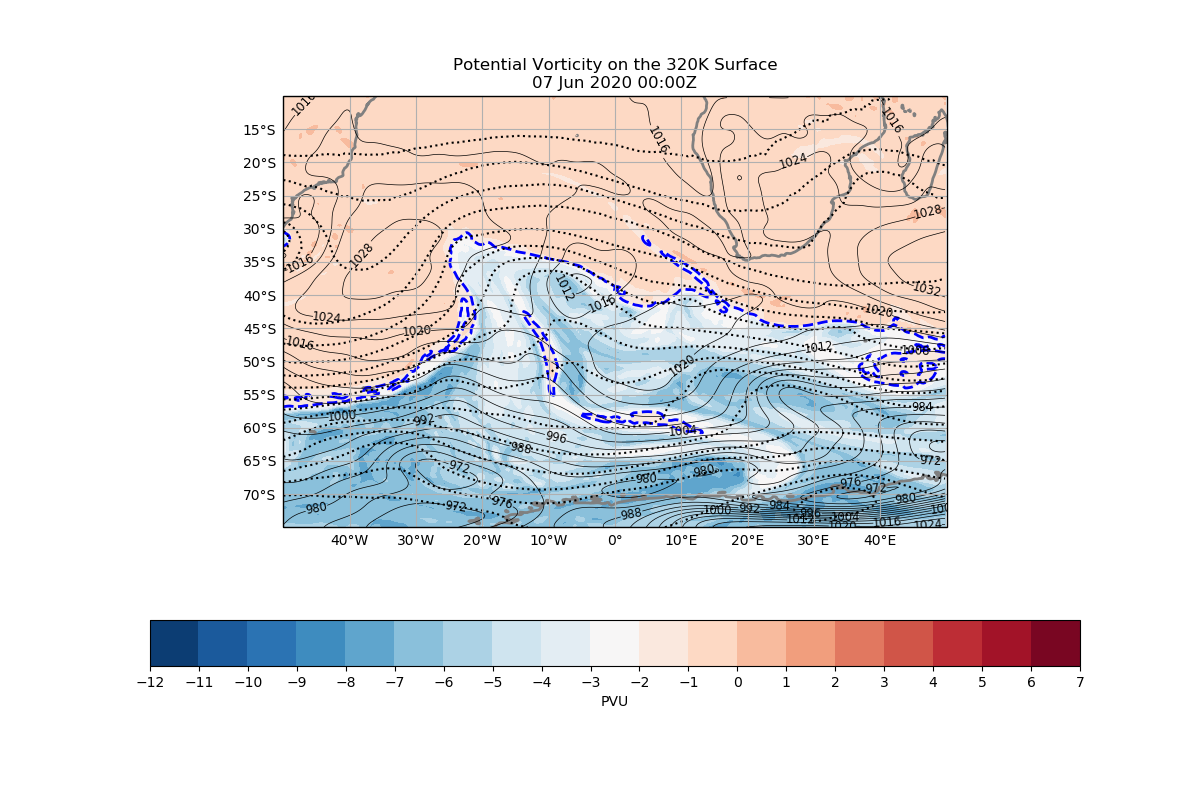 Potential Vorticity on the 320K Surface
07 Jun 2020 00:00Z
15°S
20°S
25°S
30°S
35°S
40°S
45°S
50°S
55°S
60°S
65°S
70°S
1016
1016
1016
1024
1028
1028
1016
1012
1016
1032
1024
1020
1020
1016
1012
1008
1020
1000
992
984
996
1004
988
972
972
980
980
976
972
976
980
972
980
988
1000
992
984
996
1004
1012
1020
1016
1024
40°W
30°W
20°W
10°W
0°
10°E
20°E
30°E
40°E
−12
−11
−10
−9
−8
−7
−6
−5
−4
−3
−2
−1
0
1
2
3
4
5
6
7
PVU